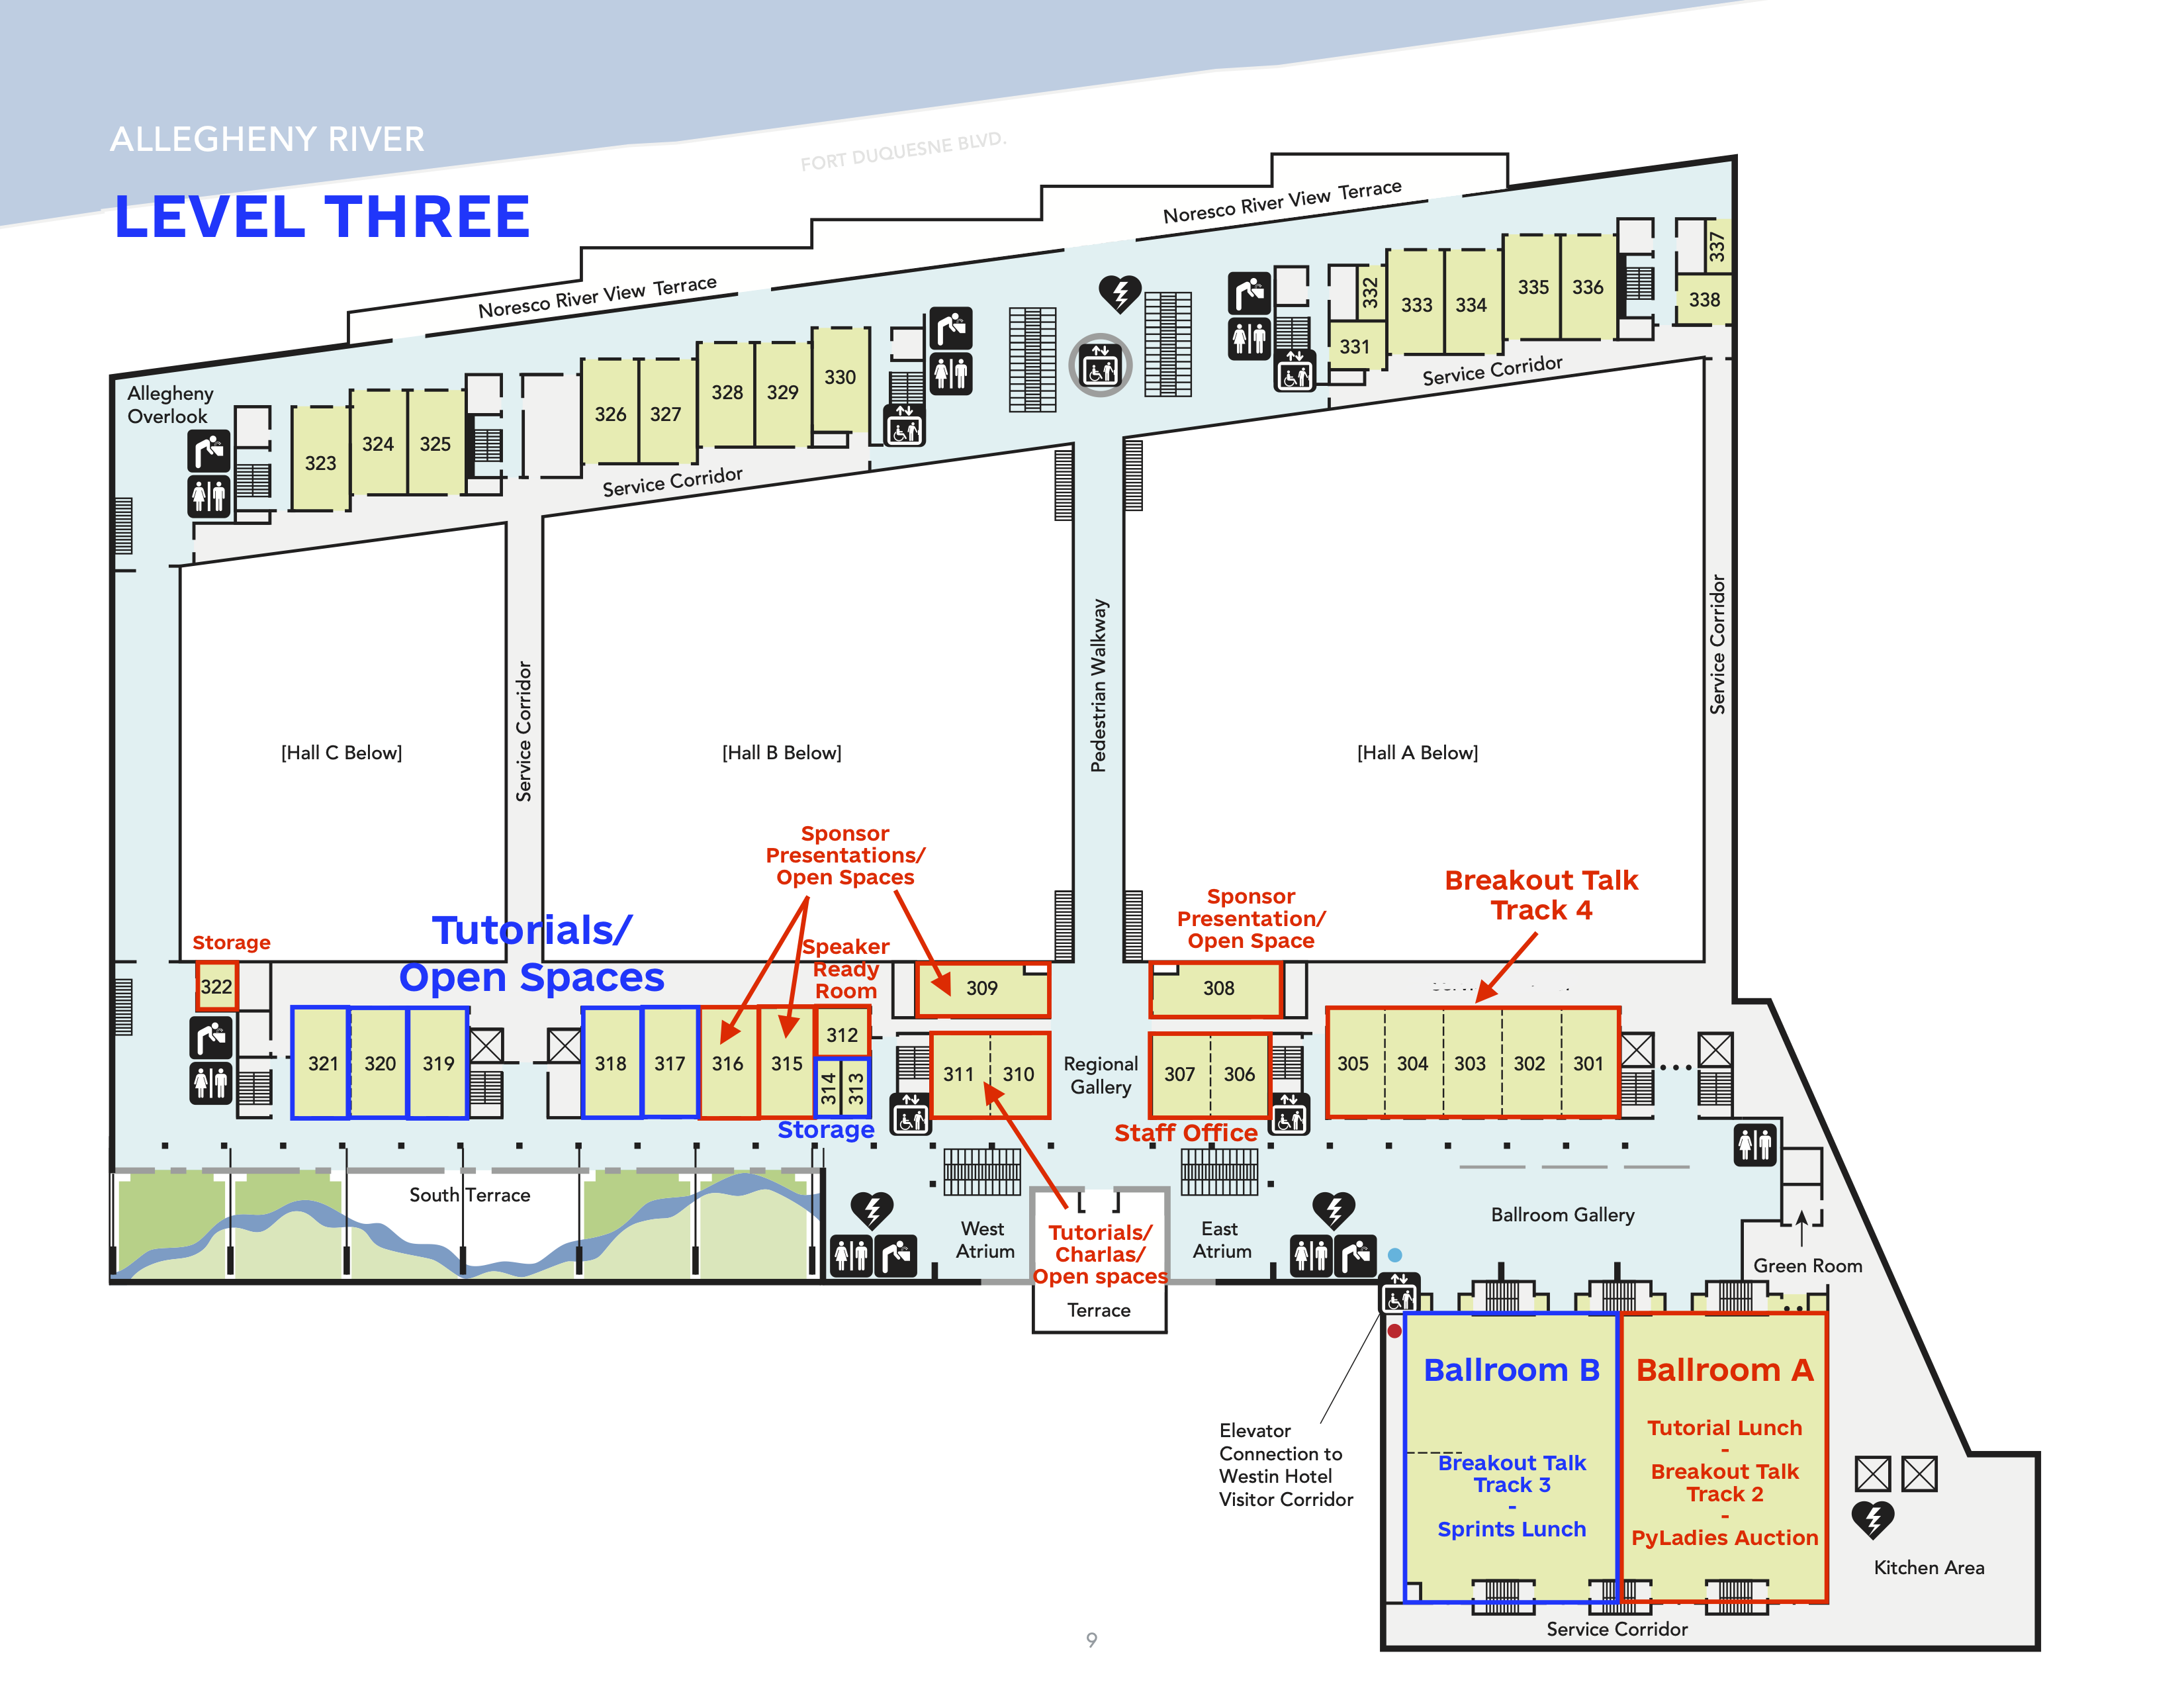 ALLEGHENY RIVER
FORT DUQUESNE BLVD.
LEVEL THREE
Noresco River View Terrace
Noresco River View Terrace
Allegheny
Overlook
323
324
325
326
327
328
329
330
331
332
333
334
335
336
337
338
Service Corridor
Service Corridor
Service Corridor
Pedestrian Walkway
Service Corridor
[Hall C Below]
[Hall B Below]
[Hall A Below]
Sponsor
Presentations/
Open Spaces
Sponsor
Presentation/
Open Space
Breakout Talk
Track 4
Storage
Tutorials/
Open Spaces
Speaker
Ready
Room
322
321
320
319
318
317
316
315
312
314
313
309
311
310
308
307
306
305
304
303
302
301
Regional
Gallery
Storage
Staff Office
South Terrace
West
Atrium
Tutorials/
Charlas/
Open spaces
Terrace
East
Atrium
Ballroom Gallery
Green Room
Elevator
Connection to
Westin Hotel
Visitor Corridor
Ballroom B
Breakout Talk
Track 3
-
Sprints Lunch
Ballroom A
Tutorial Lunch
-
Breakout Talk
Track 2
-
PyLadies Auction
Kitchen Area
Service Corridor
9